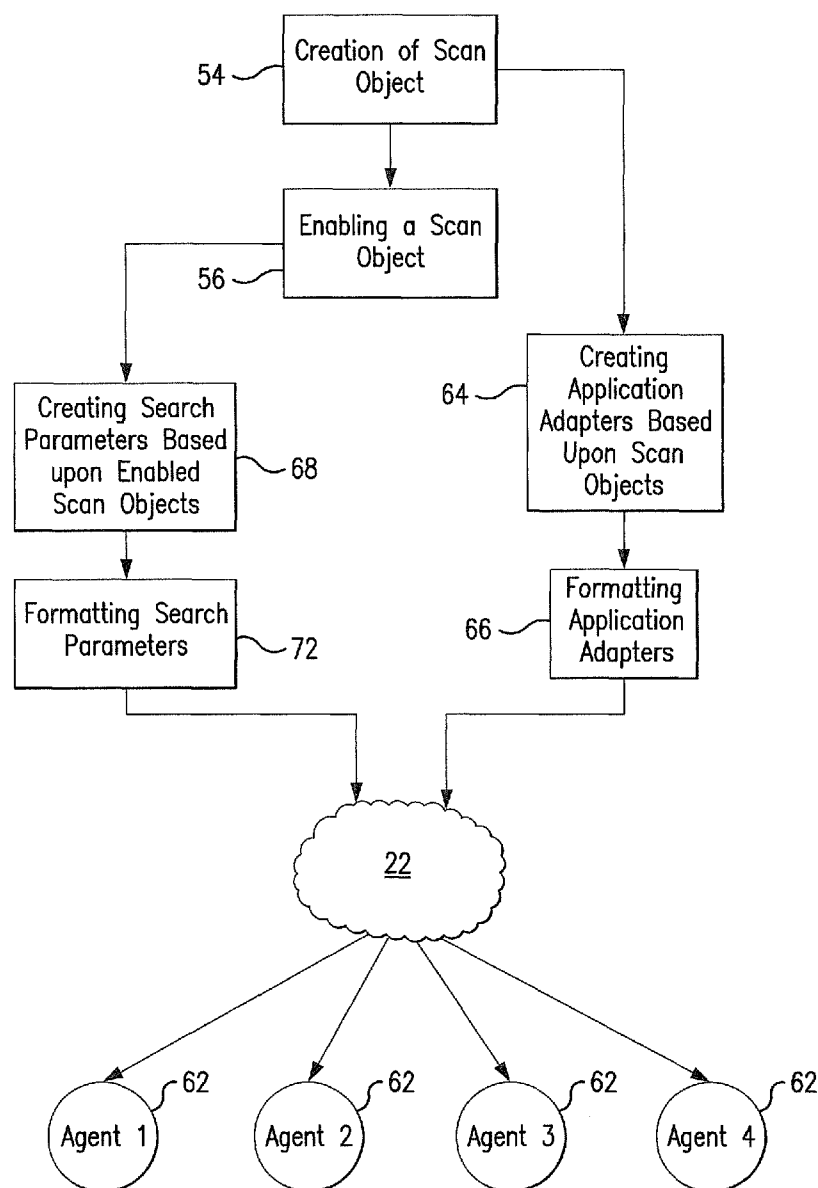 Creation of Scan
Object
54
Enabling a Scan
Object
56
Creating
Application
Adapters Based
Upon Scan
Objects
64
Creating Search
Parameters Based
upon Enabled
Scan Objects
68
Formatting Search
Parameters
72
Formatting
Application
Adapters
66
22
Agent 1
62
Agent 2
62
Agent 3
62
Agent 4
62